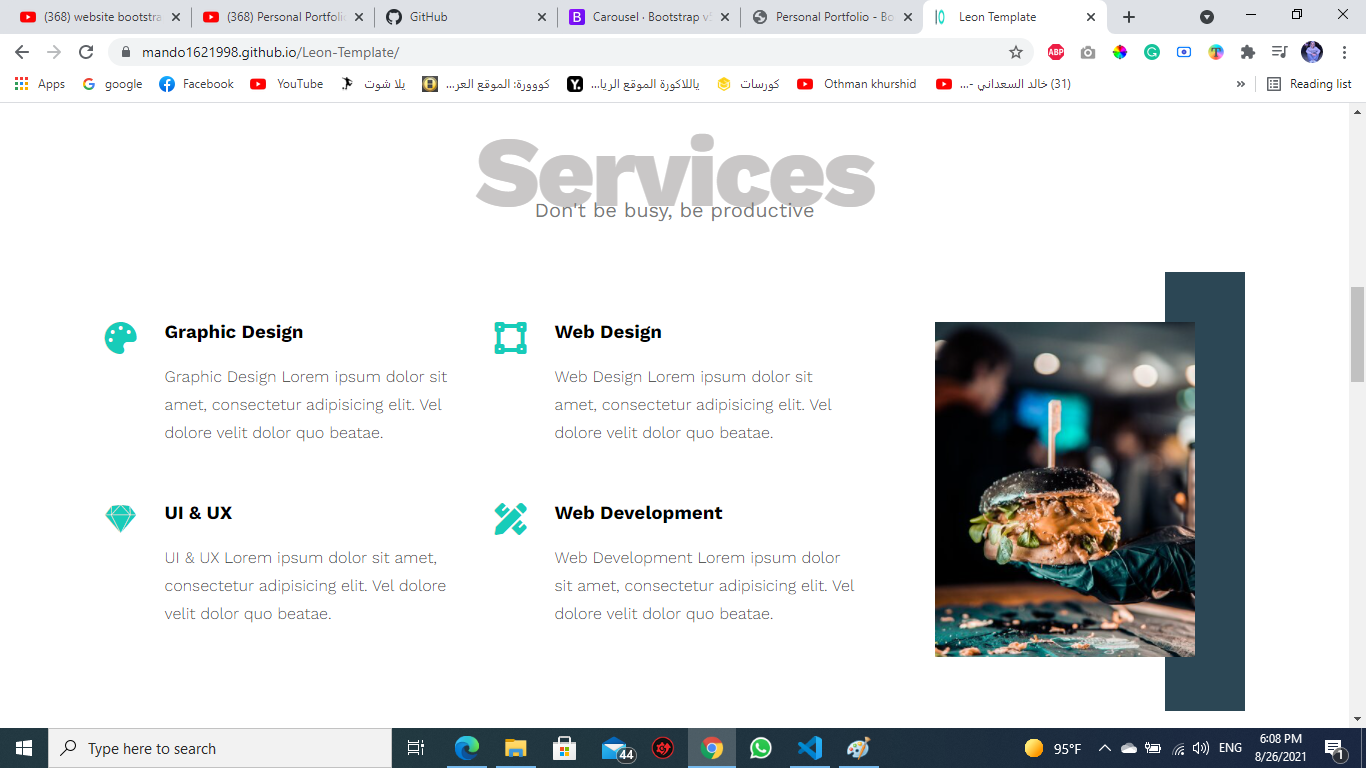 (368) website bootstra
(368) Personal Portfoli
GitHub
Carousel · Bootstrap v5
Personal Portfolio - Bo
Leon Template
mando1621998.github.io/Leon-Template/
ABP
Apps
google
Facebook
YouTube
يلا شوت
كووورة: الموقع العر...
ياللاكورة الموقع الريا...
كورسات
Othman khurshid
(31) خالد السعداني -...
»
Reading list
Services
Don't be busy, be productive
Graphic Design
Graphic Design Lorem ipsum dolor sit
amet, consectetur adipisicing elit. Vel
dolore velit dolor quo beatae.
Web Design
Web Design Lorem ipsum dolor sit
amet, consectetur adipisicing elit. Vel
dolore velit dolor quo beatae.
UI & UX
UI & UX Lorem ipsum dolor sit amet,
consectetur adipisicing elit. Vel dolore
velit dolor quo beatae.
Web Development
Web Development Lorem ipsum dolor
sit amet, consectetur adipisicing elit. Vel
dolore velit dolor quo beatae.
Type here to search
44
95°F
ENG
6:08 PM
8/26/2021
1